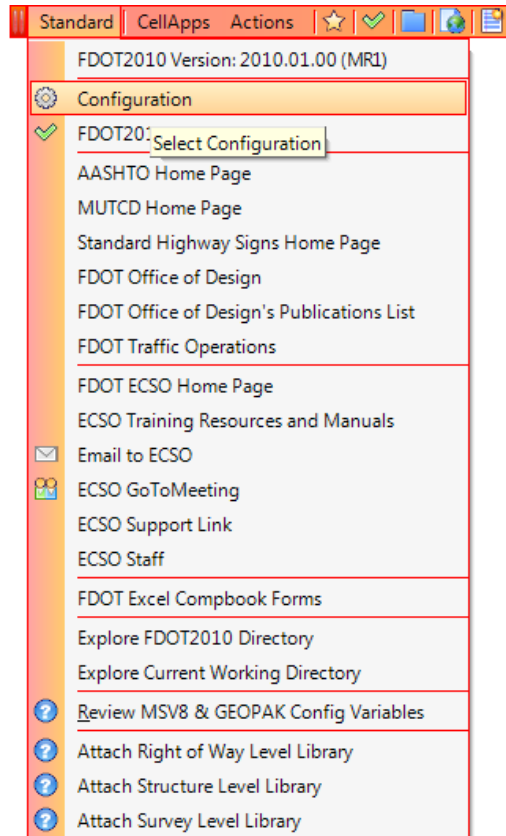 Standard CellApps Actions
FDOT2010 Version: 2010.01.00 (MR1)
Configuration
FDOT201
Select Configuration
AASHTO Home Page
MUTCD Home Page
Standard Highway Signs Home Page
FDOT Office of Design
FDOT Office of Design's Publications List
FDOT Traffic Operations
FDOT ECSO Home Page
ECSO Training Resources and Manuals
Email to ECSO
ECSO GoToMeeting
ECSO Support Link
ECSO Staff
FDOT Excel Compbook Forms
Explore FDOT2010 Directory
Explore Current Working Directory
Review MSV8 & GEOPAK Config Variables
Attach Right of Way Level Library
Attach Structure Level Library
Attach Survey Level Library